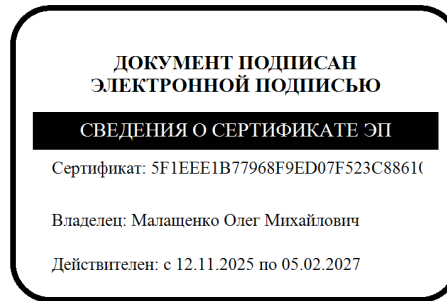 ДОКУМЕНТ ПОДПИСАН
ЭЛЕКТРОННОЙ ПОДПИСЬЮ
СВЕДЕНИЯ О СЕРТИФИКАТЕ ЭП
Сертификат: 5F1EEE1B77968F9ED07F523C88610
Владелец: Малащенко Олег Михайлович
Действителен: с 12.11.2025 по 05.02.2027